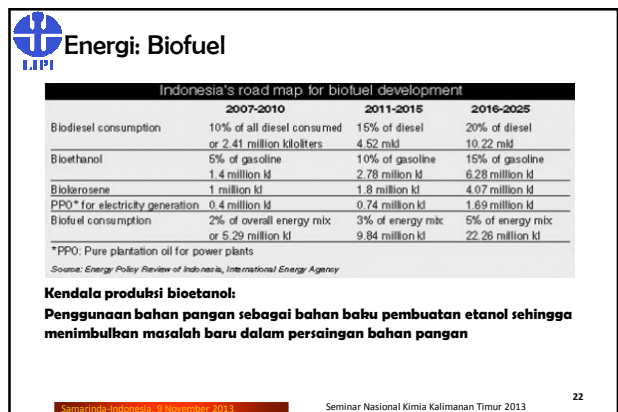 LIPI
Energi: Biofuel
Indonesia's road map for biofuel development
2007-2010 2011-2015 2016-2025
Biodiesel consumption 10% of all diesel consumed 15% of diesel 20% of diesel
or 2.41 million kiloliters 4.52 mkl 10.22 mkl
Bioethanol 5% of gasoline 10% of gasoline 15% of gasoline
1.4 million kl 2.78 milion kl 6.28 million kl
Biokerosene 1 million kl 1.8 million kl 4.07 million kl
PPO* for electricity generation 0.4 million kl 0.74 million kl 1.69 million kl
Biofuel consumption 2% of overall energy mix 3% of energy mix 5% of energy mix
or 5.29 million kl 9.84 million kl 22.26 million kl
*PPO: Pure plantation oil for power plants
Source: Energy Policy Review of Indonesia, International Energy Agency
Kendala produksi bioetanol:
Penggunaan bahan pangan sebagai bahan baku pembuatan etanol sehingga
menimbulkan masalah baru dalam persaingan bahan pangan
22
Samarinda-Indonesia, 9 November 2013 Seminar Nasional Kimia Kalimanan Timur 2013